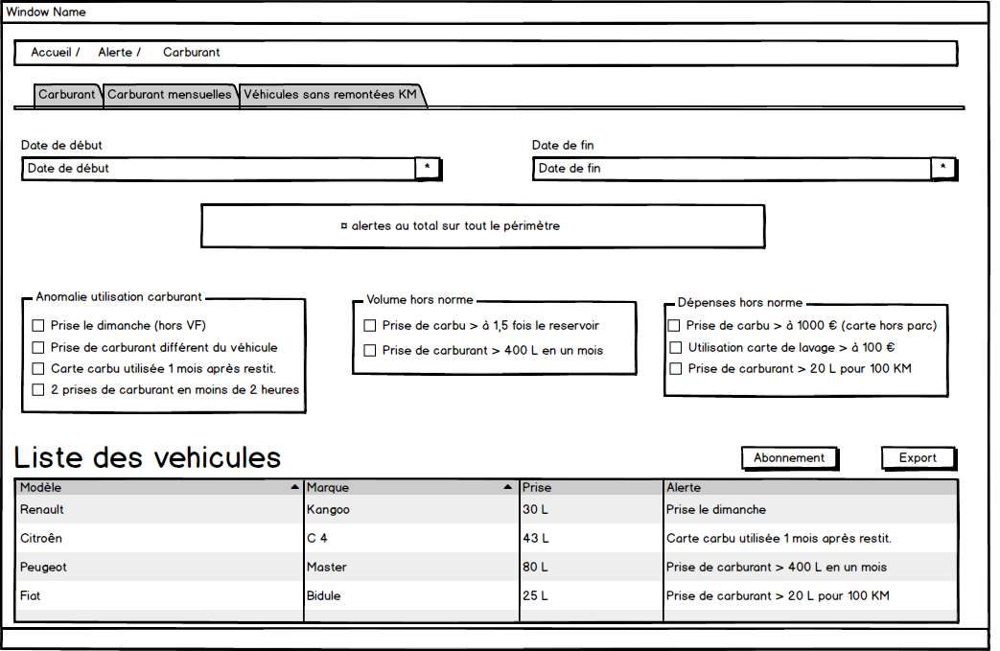 Window Name
Accueil / Alerte / Carburant
Carburant Carburant mensuelles Véhicules sans remontées KM
Date de début Date de fin
Date de début * Date de fin *
¤ alertes au total sur tout le périmètre
Anomalie utilisation carburant
Prise le dimanche (hors VF)
Prise de carburant différent du véhicule
Carte carbu utilisée 1 mois après restit.
2 prises de carburant en moins de 2 heures
Volume hors norme
Prise de carbu > à 1,5 fois le reservoir
Prise de carburant > 400 L en un mois
Dépenses hors norme
Prise de carbu > à 1000 € (carte hors parc)
Utilisation carte de lavage > à 100 €
Prise de carburant > 20 L pour 100 KM
Liste des vehicules Abonnement Export
Modèle Marque Prise Alerte
Renault Kangoo 30 L Prise le dimanche
Citroên C 4 43 L Carte carbu utilisée 1 mois après restit.
Peugeot Master 80 L Prise de carburant > 400 L en un mois
Fiat Bidule 25 L Prise de carburant > 20 L pour 100 KM